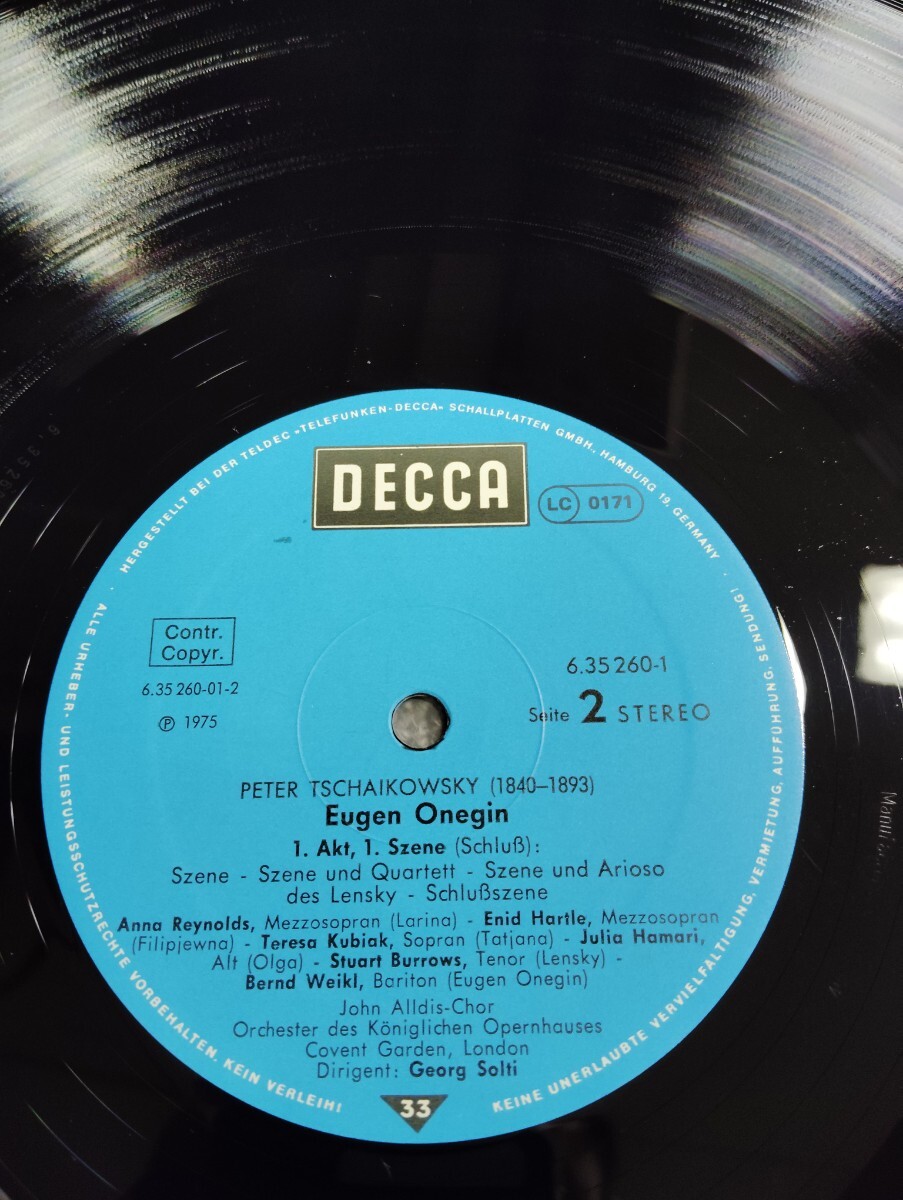 HERGESTELLT BEI DER TELDEC »TELEFUNKEN-DECCA« SCHALLPLATTEN GMBH., HAMBURG 19, GERMANY ·
DECCA
LC 0171
Contr.
Copyr.
6.35 260-01-2
℗ 1975
6.35 260-1
Seite 2 STEREO
PETER TSCHAIKOWSKY (1840–1893)
Eugen Onegin
1. Akt, 1. Szene (Schluß):
Szene - Szene und Quartett - Szene und Arioso
des Lensky - Schlußszene
Anna Reynolds, Mezzosopran (Larina) - Enid Hartle, Mezzosopran
(Filipjewna) - Teresa Kubiak, Sopran (Tatjana) - Julia Hamari,
Alt (Olga) - Stuart Burrows, Tenor (Lensky) -
Bernd Weikl, Bariton (Eugen Onegin)
John Alldis-Chor
Orchester des Königlichen Opernhauses
Covent Garden, London
Dirigent: Georg Solti
33
ALLE URHEBER- UND LEISTUNGSSCHUTZRECHTE VORBEHALTEN. KEIN VERLEIH!
KEINE UNERLAUBTE VERVIELFÄLTIGUNG, VERMIETUNG, AUFFÜHRUNG, SENDUNG!